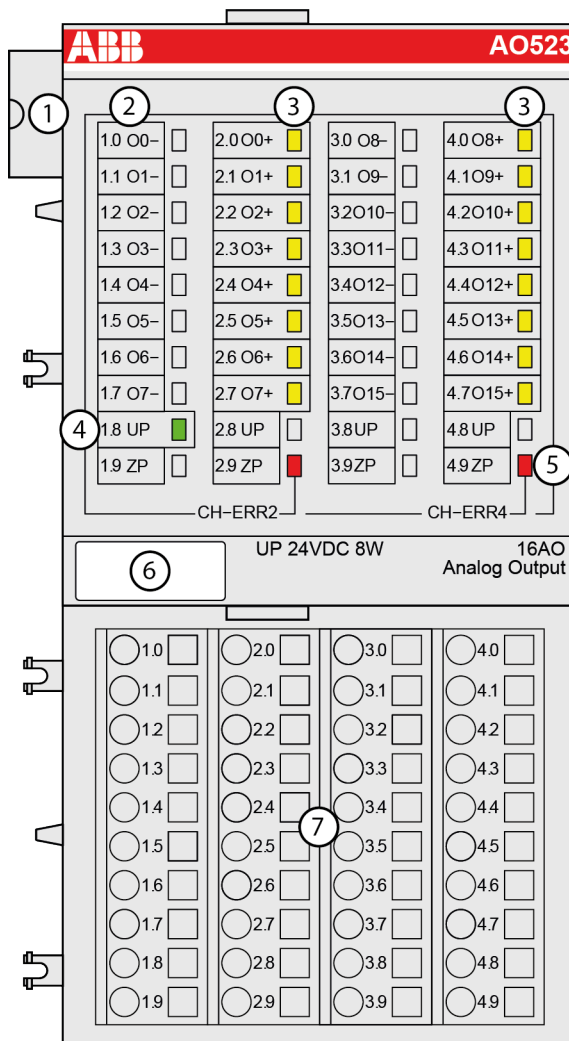 ABB AO523
1 2 3 3
1.0 O0– 2.0 O0+ 3.0 O8– 4.0 O8+
1.1 O1– 2.1 O1+ 3.1 O9– 4.1 O9+
1.2 O2– 2.2 O2+ 3.2 O10– 4.2 O10+
1.3 O3– 2.3 O3+ 3.3 O11– 4.3 O11+
1.4 O4– 2.4 O4+ 3.4 O12– 4.4 O12+
1.5 O5– 2.5 O5+ 3.5 O13– 4.5 O13+
1.6 O6– 2.6 O6+ 3.6 O14– 4.6 O14+
1.7 O7– 2.7 O7+ 3.7 O15– 4.7 O15+
4 1.8 UP 2.8 UP 3.8 UP 4.8 UP
1.9 ZP 2.9 ZP 3.9 ZP 4.9 ZP 5
CH–ERR2 CH–ERR4
6 UP 24VDC 8W 16AO
Analog Output
1.0 2.0 3.0 4.0
1.1 2.1 3.1 4.1
1.2 2.2 3.2 4.2
1.3 2.3 3.3 4.3
1.4 2.4 3.4 4.4
7
1.5 2.5 3.5 4.5
1.6 2.6 3.6 4.6
1.7 2.7 3.7 4.7
1.8 2.8 3.8 4.8
1.9 2.9 3.9 4.9